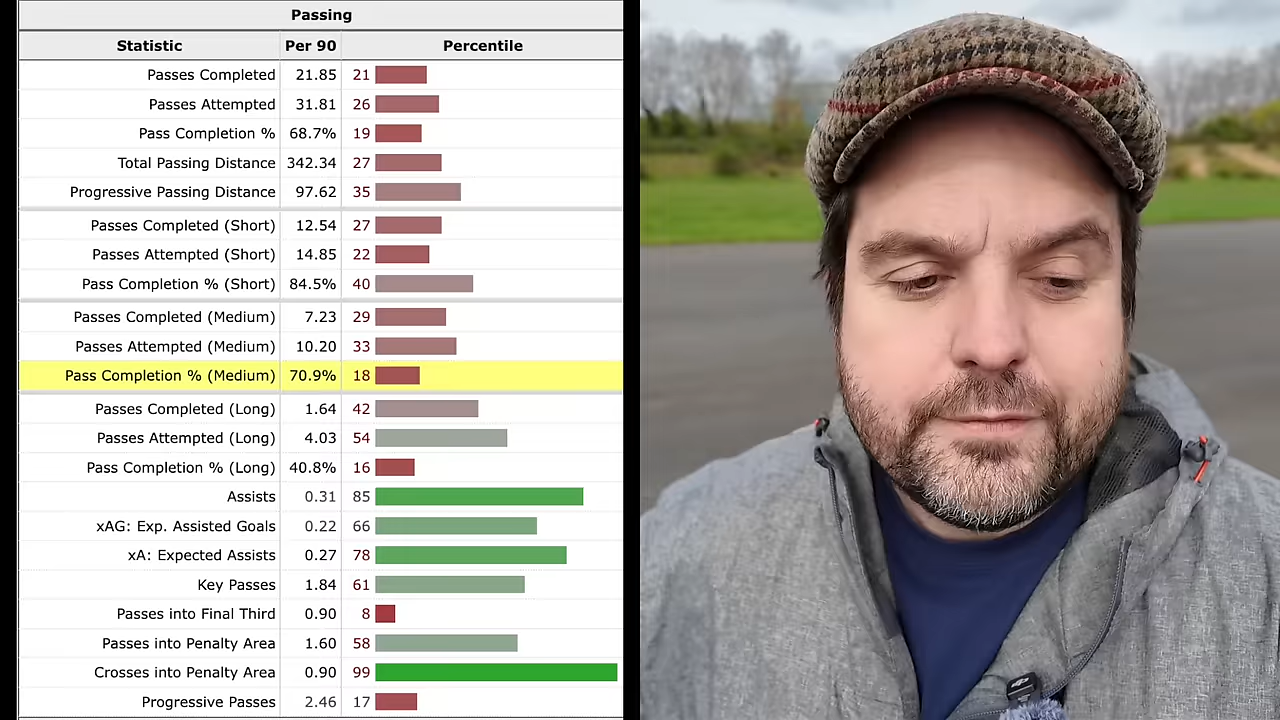 Passing
Statistic Per 90 Percentile
Passes Completed 21.85 21
Passes Attempted 31.81 26
Pass Completion % 68.7% 19
Total Passing Distance 342.34 27
Progressive Passing Distance 97.62 35
Passes Completed (Short) 12.54 27
Passes Attempted (Short) 14.85 22
Pass Completion % (Short) 84.5% 40
Passes Completed (Medium) 7.23 29
Passes Attempted (Medium) 10.20 33
Pass Completion % (Medium) 70.9% 18
Passes Completed (Long) 1.64 42
Passes Attempted (Long) 4.03 54
Pass Completion % (Long) 40.8% 16
Assists 0.31 85
xAG: Exp. Assisted Goals 0.22 66
xA: Expected Assists 0.27 78
Key Passes 1.84 61
Passes into Final Third 0.90 8
Passes into Penalty Area 1.60 58
Crosses into Penalty Area 0.90 99
Progressive Passes 2.46 17